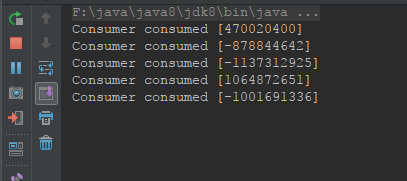 F:\java\java8\jdk8\bin\java ...
Consumer consumed [470020400]
Consumer consumed [-878844642]
Consumer consumed [-1137312925]
Consumer consumed [1064872651]
Consumer consumed [-1001691336]